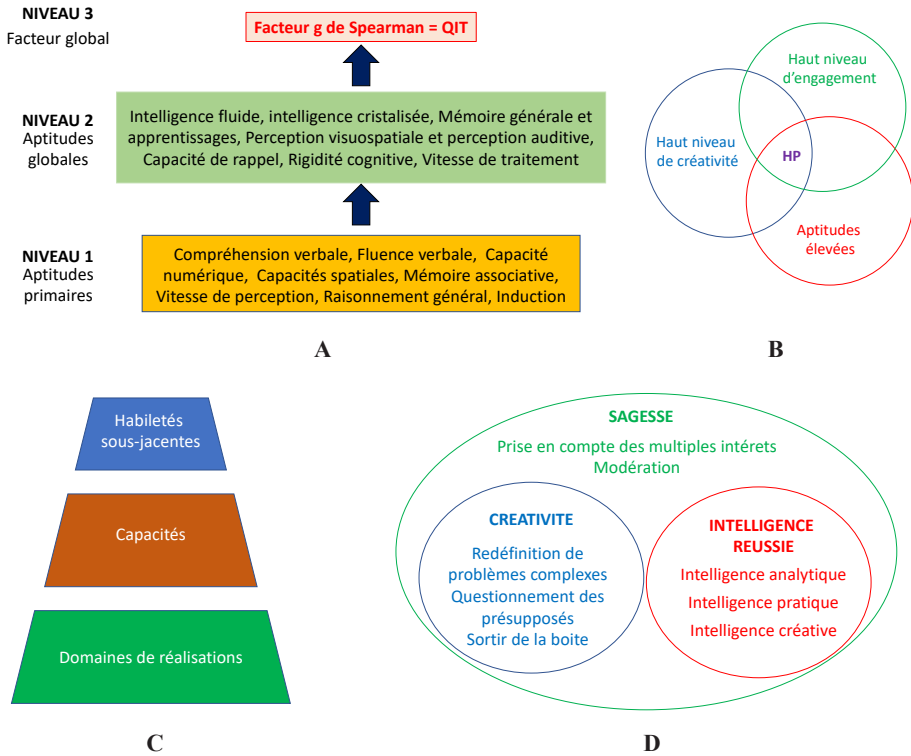 NIVEAU 3
Facteur global
Facteur g de Spearman = QIT
NIVEAU 2
Aptitudes
globales
Intelligence fluide, intelligence cristalisée, Mémoire générale et
apprentissages, Perception visuospatiale et perception auditive,
Capacité de rappel, Rigidité cognitive, Vitesse de traitement
NIVEAU 1
Aptitudes
primaires
Compréhension verbale, Fluence verbale, Capacité
numérique, Capacités spatiales, Mémoire associative,
Vitesse de perception, Raisonnement général, Induction
A
Haut niveau
d'engagement
Haut niveau
de créativité
HP
Aptitudes
élevées
B
Habiletés
sous-jacentes
Capacités
Domaines de réalisations
C
SAGESSE
Prise en compte des multiples intérets
Modération
CREATIVITE
Redéfinition de
problèmes complexes
Questionnement des
présupposés
Sortir de la boite
INTELLIGENCE
REUSSIE
Intelligence analytique
Intelligence pratique
Intelligence créative
D